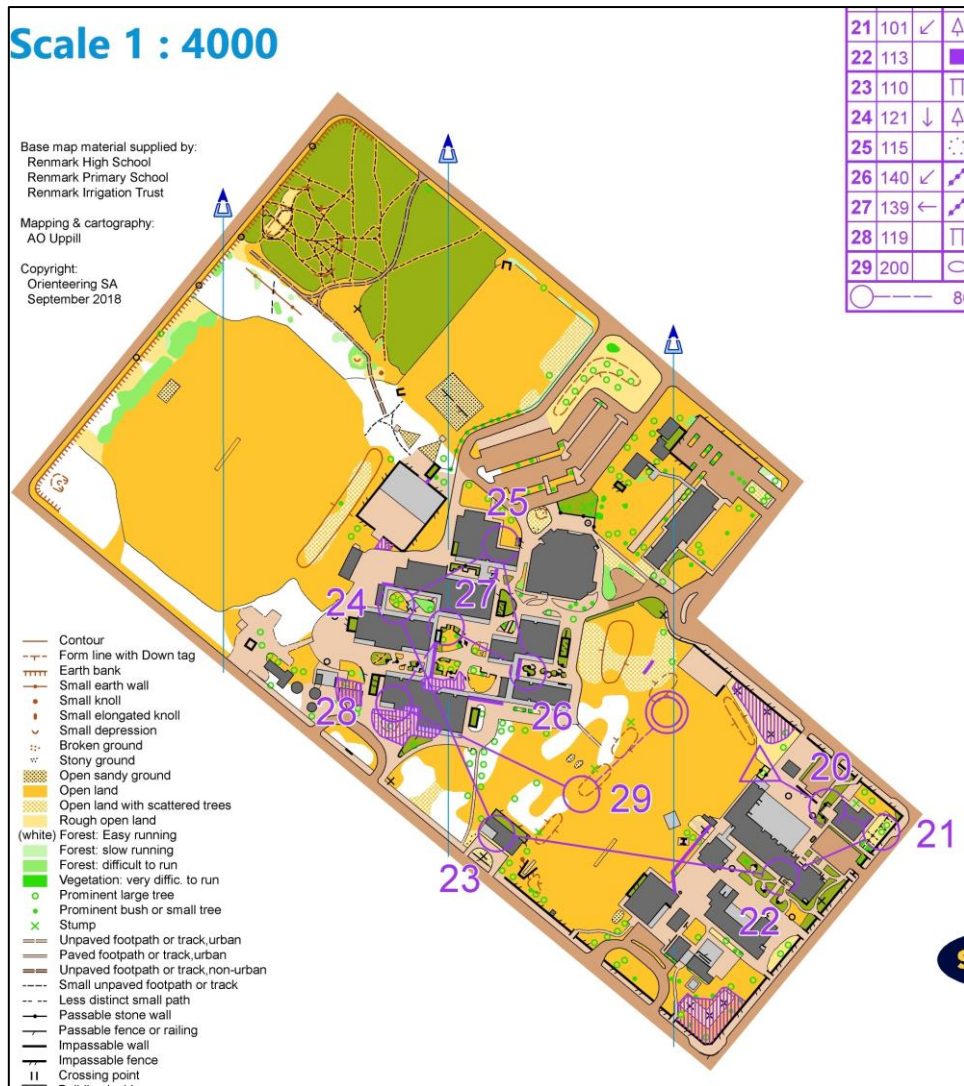 Scale 1 : 4000
Base map material supplied by:
Renmark High School
Renmark Primary School
Renmark Irrigation Trust
Mapping & cartography:
AO Uppill
Copyright:
Orienteering SA
September 2018
21 101
22 113
23 110
24 121
25 115
26 140
27 139
28 119
29 200
25
24
27
28
26
29
20
21
23
22
Contour
Form line with Down tag
Earth bank
Small earth wall
Small knoll
Small elongated knoll
Small depression
Broken ground
Stony ground
Open sandy ground
Open land
Open land with scattered trees
Rough open land
(white) Forest: Easy running
Forest: slow running
Forest: difficult to run
Vegetation: very diffic. to run
Prominent large tree
Prominent bush or small tree
Stump
Unpaved footpath or track,urban
Paved footpath or track,urban
Unpaved footpath or track,non-urban
Small unpaved footpath or track
Less distinct small path
Passable stone wall
Passable fence or railing
Impassable wall
Impassable fence
Crossing point